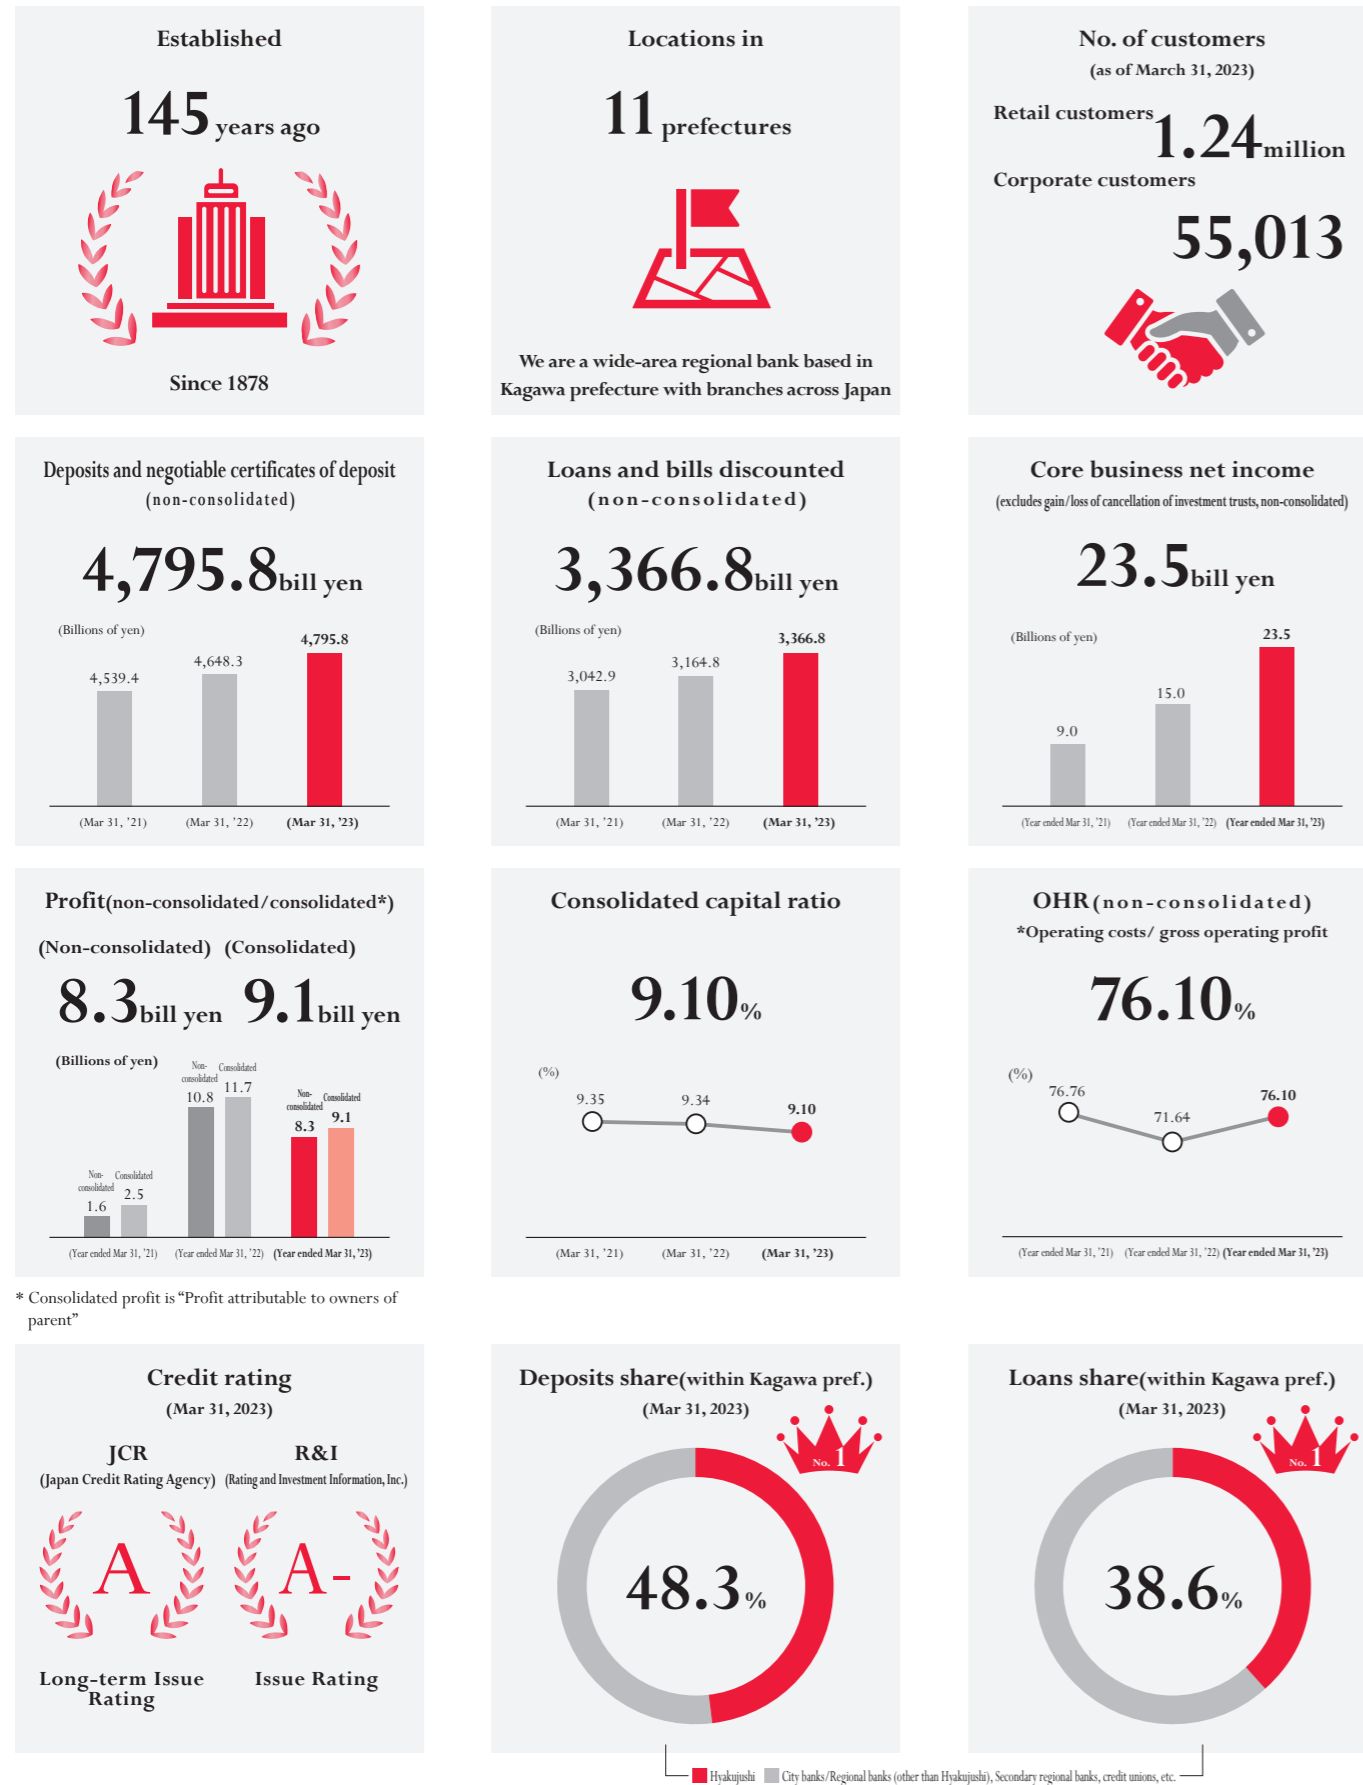 Established
145 years ago
Since 1878
Locations in
11 prefectures
We are a wide-area regional bank based in
Kagawa prefecture with branches across Japan
No. of customers
(as of March 31, 2023)
Retail customers
1.24 million
Corporate customers
55,013
Deposits and negotiable certificates of deposit
(non-consolidated)
4,795.8 bill yen
(Billions of yen)
4,539.4
4,648.3
4,795.8
(Mar 31, ’21) (Mar 31, ’22) (Mar 31, ’23)
Loans and bills discounted
(non-consolidated)
3,366.8 bill yen
(Billions of yen)
3,042.9
3,164.8
3,366.8
(Mar 31, ’21) (Mar 31, ’22) (Mar 31, ’23)
Core business net income
(excludes gain/loss of cancellation of investment trusts, non-consolidated)
23.5 bill yen
(Billions of yen)
9.0
15.0
23.5
(Year ended Mar 31, ’21) (Year ended Mar 31, ’22) (Year ended Mar 31, ’23)
Profit(non-consolidated/consolidated*)
(Non-consolidated) (Consolidated)
8.3 bill yen 9.1 bill yen
(Billions of yen)
Non-
consolidated
1.6
Consolidated
2.5
Non-
consolidated
10.8
Consolidated
11.7
Non-
consolidated
8.3
Consolidated
9.1
(Year ended Mar 31, ’21) (Year ended Mar 31, ’22) (Year ended Mar 31, ’23)
* Consolidated profit is “Profit attributable to owners of
parent”
Consolidated capital ratio
9.10%
(%)
9.35
9.34
9.10
(Mar 31, ’21) (Mar 31, ’22) (Mar 31, ’23)
OHR(non-consolidated)
*Operating costs/ gross operating profit
76.10%
(%)
76.76
71.64
76.10
(Year ended Mar 31, ’21) (Year ended Mar 31, ’22) (Year ended Mar 31, ’23)
Credit rating
(Mar 31, 2023)
JCR
(Japan Credit Rating Agency)
A
Long-term Issue
Rating
R&I
(Rating and Investment Information, Inc.)
A-
Issue Rating
Deposits share(within Kagawa pref.)
(Mar 31, 2023)
No. 1
48.3%
Loans share(within Kagawa pref.)
(Mar 31, 2023)
No. 1
38.6%
Hyakujushi City banks/Regional banks (other than Hyakujushi), Secondary regional banks, credit unions, etc.